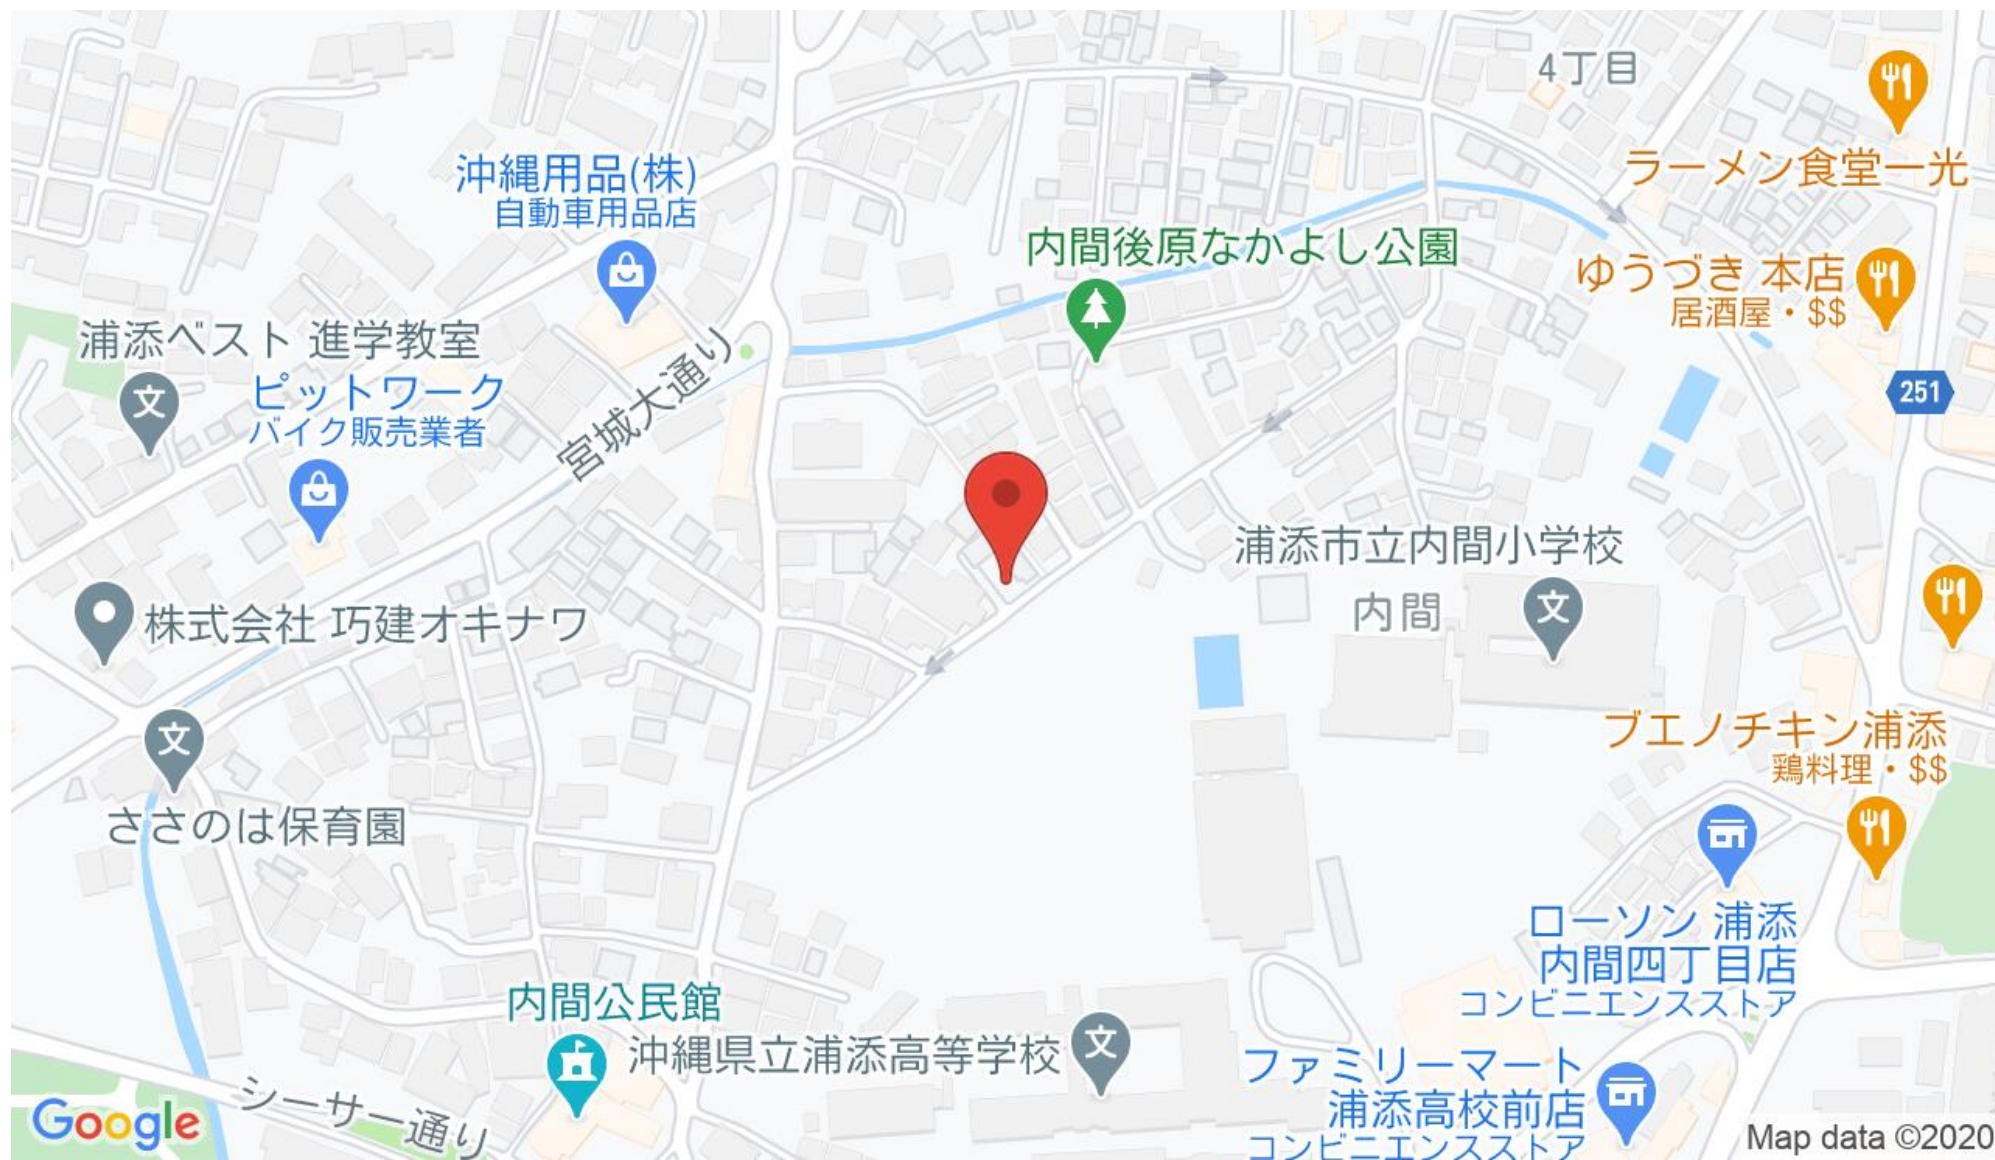 4丁目
ラーメン食堂一光
沖縄用品(株)
自動車用品店
内間後原なかよし公園
ゆうづき 本店
居酒屋・$$
浦添ベスト 進学教室
ピットワーク
バイク販売業者
宮城大通り
251
浦添市立内間小学校
内間
株式会社 巧建オキナワ
ブエノチキン浦添
鶏料理・$$
ささのは保育園
ローソン 浦添
内間四丁目店
コンビニエンスストア
内間公民館
沖縄県立浦添高等学校
ファミリーマート
浦添高校前店
コンビニエンスストア
シーサー通り
Google
Map data ©2020
文
文
文
文